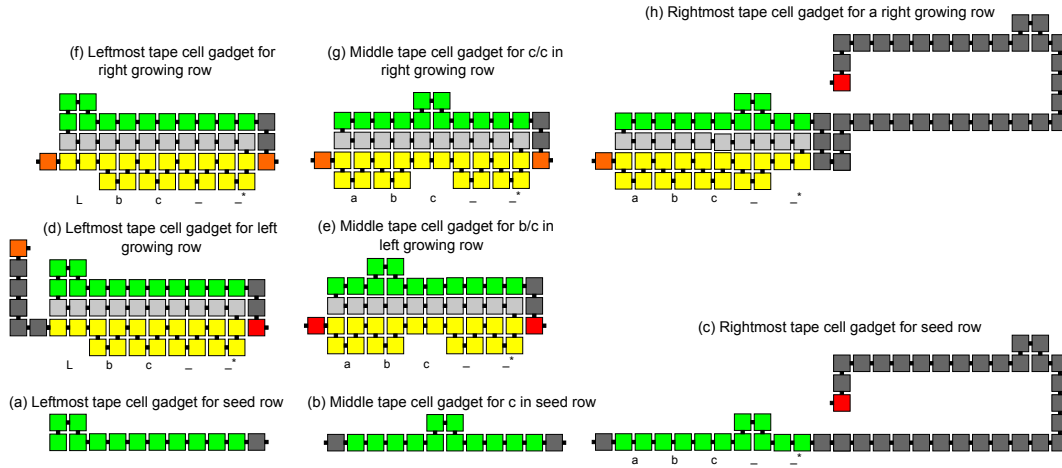 (f) Leftmost tape cell gadget for
right growing row
L b c _ _*
(g) Middle tape cell gadget for c/c in
right growing row
a b c _ _*
(h) Rightmost tape cell gadget for a right growing row
a b c _ _*
(d) Leftmost tape cell gadget for left
growing row
L b c _ _*
(e) Middle tape cell gadget for b/c in
left growing row
a b c _ _*
(c) Rightmost tape cell gadget for seed row
a b c _ _*
(a) Leftmost tape cell gadget for seed row
(b) Middle tape cell gadget for c in seed row